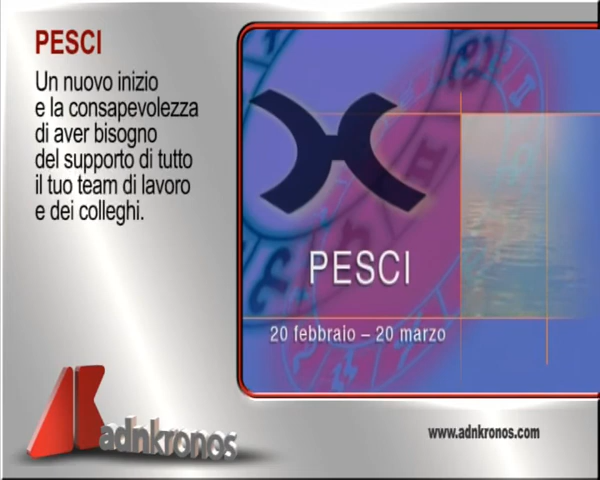 PESCI
Un nuovo inizio
e la consapevolezza
di aver bisogno
del supporto di tutto
il tuo team di lavoro
e dei colleghi.
PESCI
20 febbraio – 20 marzo
adnkronos
www.adnkronos.com